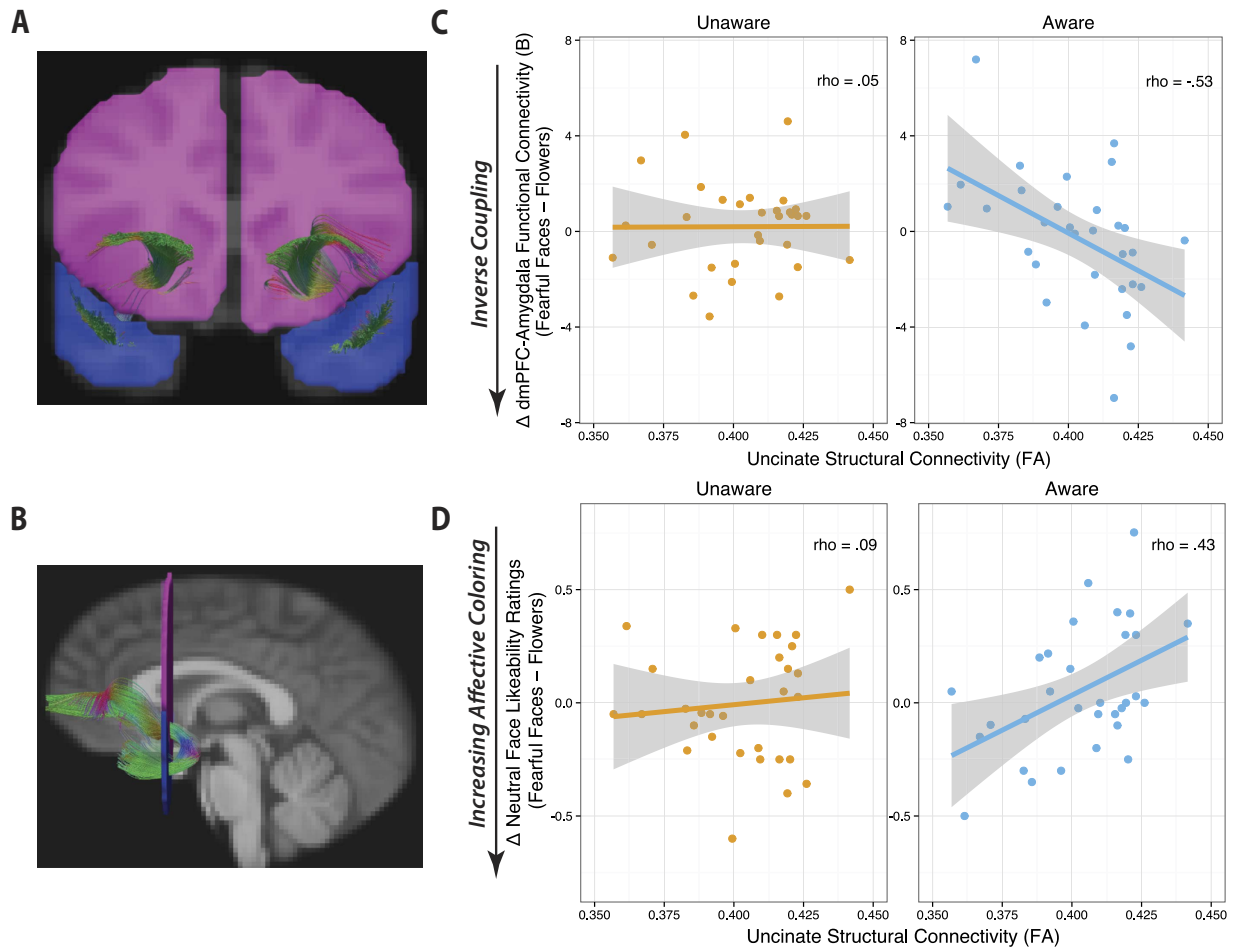 A
B
C
Inverse Coupling
Δ dmPFC-Amygdala Functional Connectivity (B)
(Fearful Faces – Flowers)
Unaware
rho = .05
8
4
0
-4
-8
0.350 0.375 0.400 0.425 0.450
Aware
rho = -.53
8
4
0
-4
-8
0.350 0.375 0.400 0.425 0.450
Uncinate Structural Connectivity (FA)
D
Increasing Affective Coloring
Δ Neutral Face Likeability Ratings
(Fearful Faces – Flowers)
Unaware
rho = .09
0.5
0.0
-0.5
0.350 0.375 0.400 0.425 0.450
Aware
rho = .43
0.5
0.0
-0.5
0.350 0.375 0.400 0.425 0.450
Uncinate Structural Connectivity (FA)